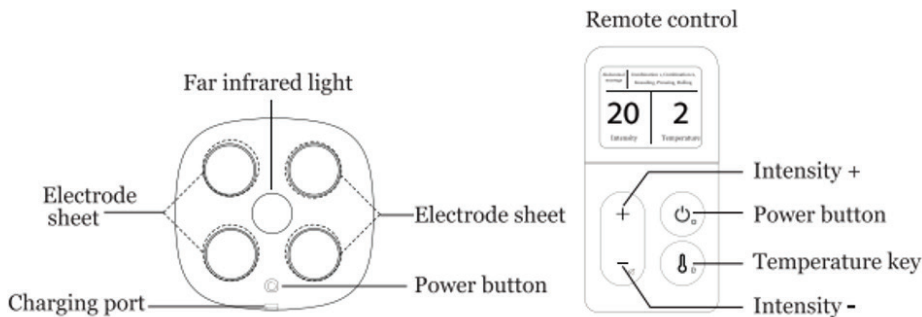 Remote control
Far infrared light
Electrode
sheet
Electrode sheet
Power button
Charging port
20
2
Intensity
Temperature
Intensity +
Power button
Temperature key
Intensity -